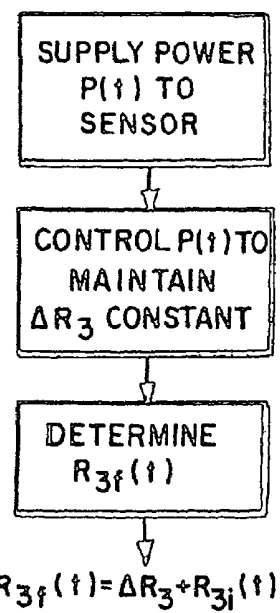 SUPPLY POWER
P(t) TO
SENSOR
CONTROL P(t) TO
MAINTAIN
ΔR3 CONSTANT
DETERMINE
R3f(t)
R3f(t)=ΔR3+R3i(t)